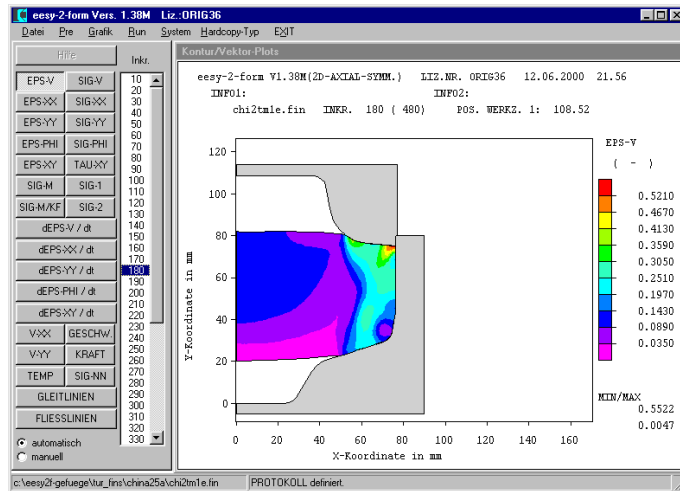 eesy-2-form Vers. 1.38M Liz.:ORIG36
Datei Pre Grafik Run System Hardcopy-Typ EXIT
Hilfe
Inkr.
EPS-V SIG-V
EPS-XX SIG-XX
EPS-YY SIG-YY
EPS-PHI SIG-PHI
EPS-XY TAU-XY
SIG-M SIG-1
SIG-M/KF SIG-2
dEPS-V / dt
dEPS-XX / dt
dEPS-YY / dt
dEPS-PHI / dt
dEPS-XY / dt
V-XX GESCHW.
V-YY KRAFT
TEMP SIG-NN
GLEITLINIEN
FLIESSLINIEN
automatisch
manuell
10
20
30
40
50
60
70
80
90
100
110
120
130
140
150
160
170
180
190
200
210
220
230
240
250
260
270
280
290
300
310
320
330
Kontur/Vektor-Plots
eesy-2-form V1.38M(2D-AXIAL-SYMM.) LIZ.NR. ORIG36 12.06.2000 21.56
INFO1: INFO2:
chi2tm1e.fin INKR. 180 ( 480) POS. WERKZ. 1: 108.52
EPS-V
( - )
0.5210
0.4670
0.4130
0.3590
0.3050
0.2510
0.1970
0.1430
0.0890
0.0350
MIN/MAX
0.5522
0.0047
Y-Koordinate in mm
120
100
80
60
40
20
0
0 20 40 60 80 100 120 140 160
X-Koordinate in mm
c:\eesy2f-gefuege\tur_fins\china25a\chi2tm1e.fin PROTOKOLL definiert.